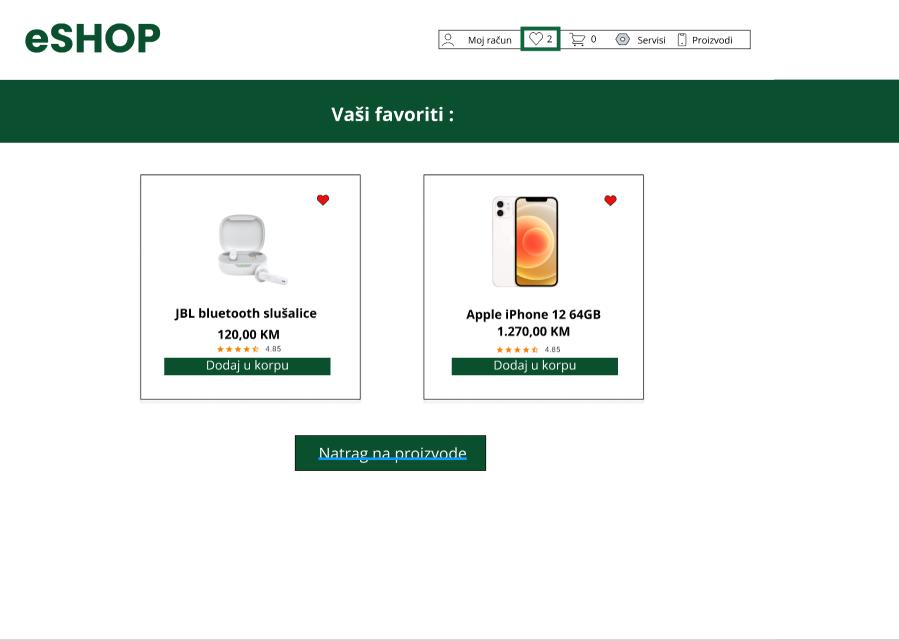 eSHOP
Moj račun 2 0 Servisi Proizvodi
Vaši favoriti :
JBL bluetooth slušalice
120,00 KM
4.85
Dodaj u korpu
Apple iPhone 12 64GB
1.270,00 KM
4.85
Dodaj u korpu
Natrag na proizvode